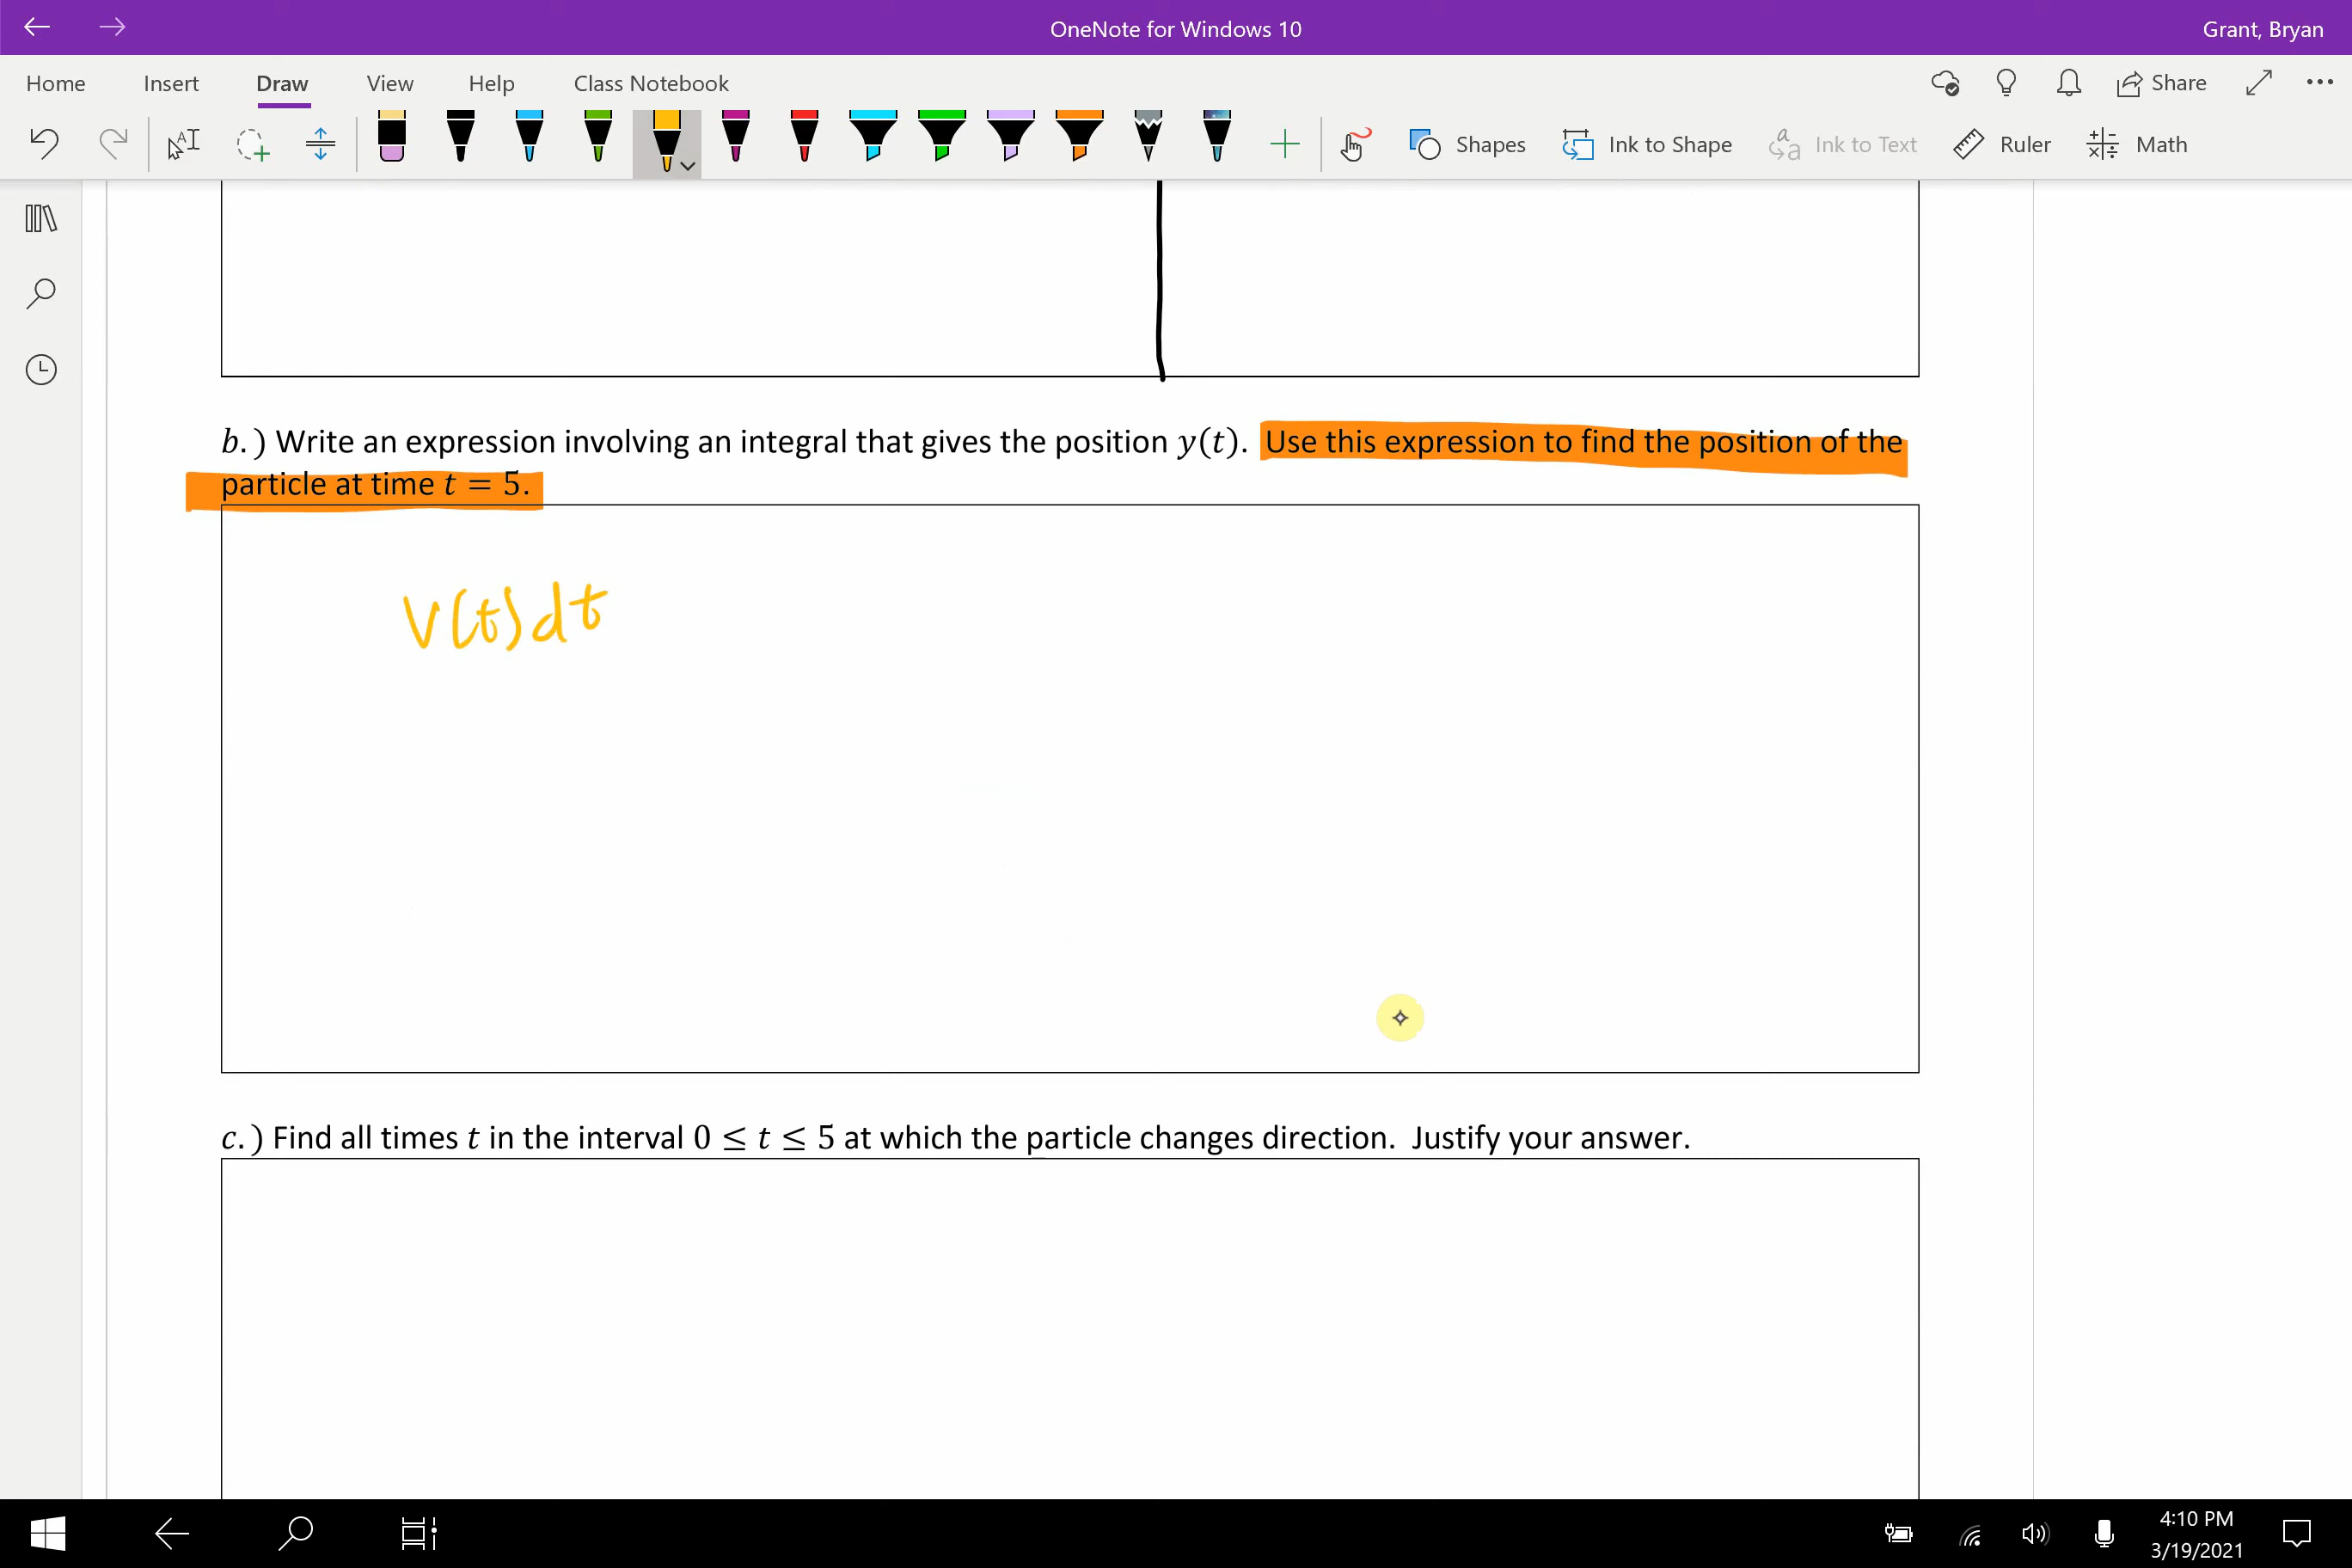 OneNote for Windows 10
Grant, Bryan
Home Insert Draw View Help Class Notebook Share
Shapes Ink to Shape Ink to Text Ruler Math
b.) Write an expression involving an integral that gives the position y(t). Use this expression to find the position of the
particle at time t = 5.
V(t)dt
c.) Find all times t in the interval 0 ≤ t ≤ 5 at which the particle changes direction. Justify your answer.
4:10 PM
3/19/2021